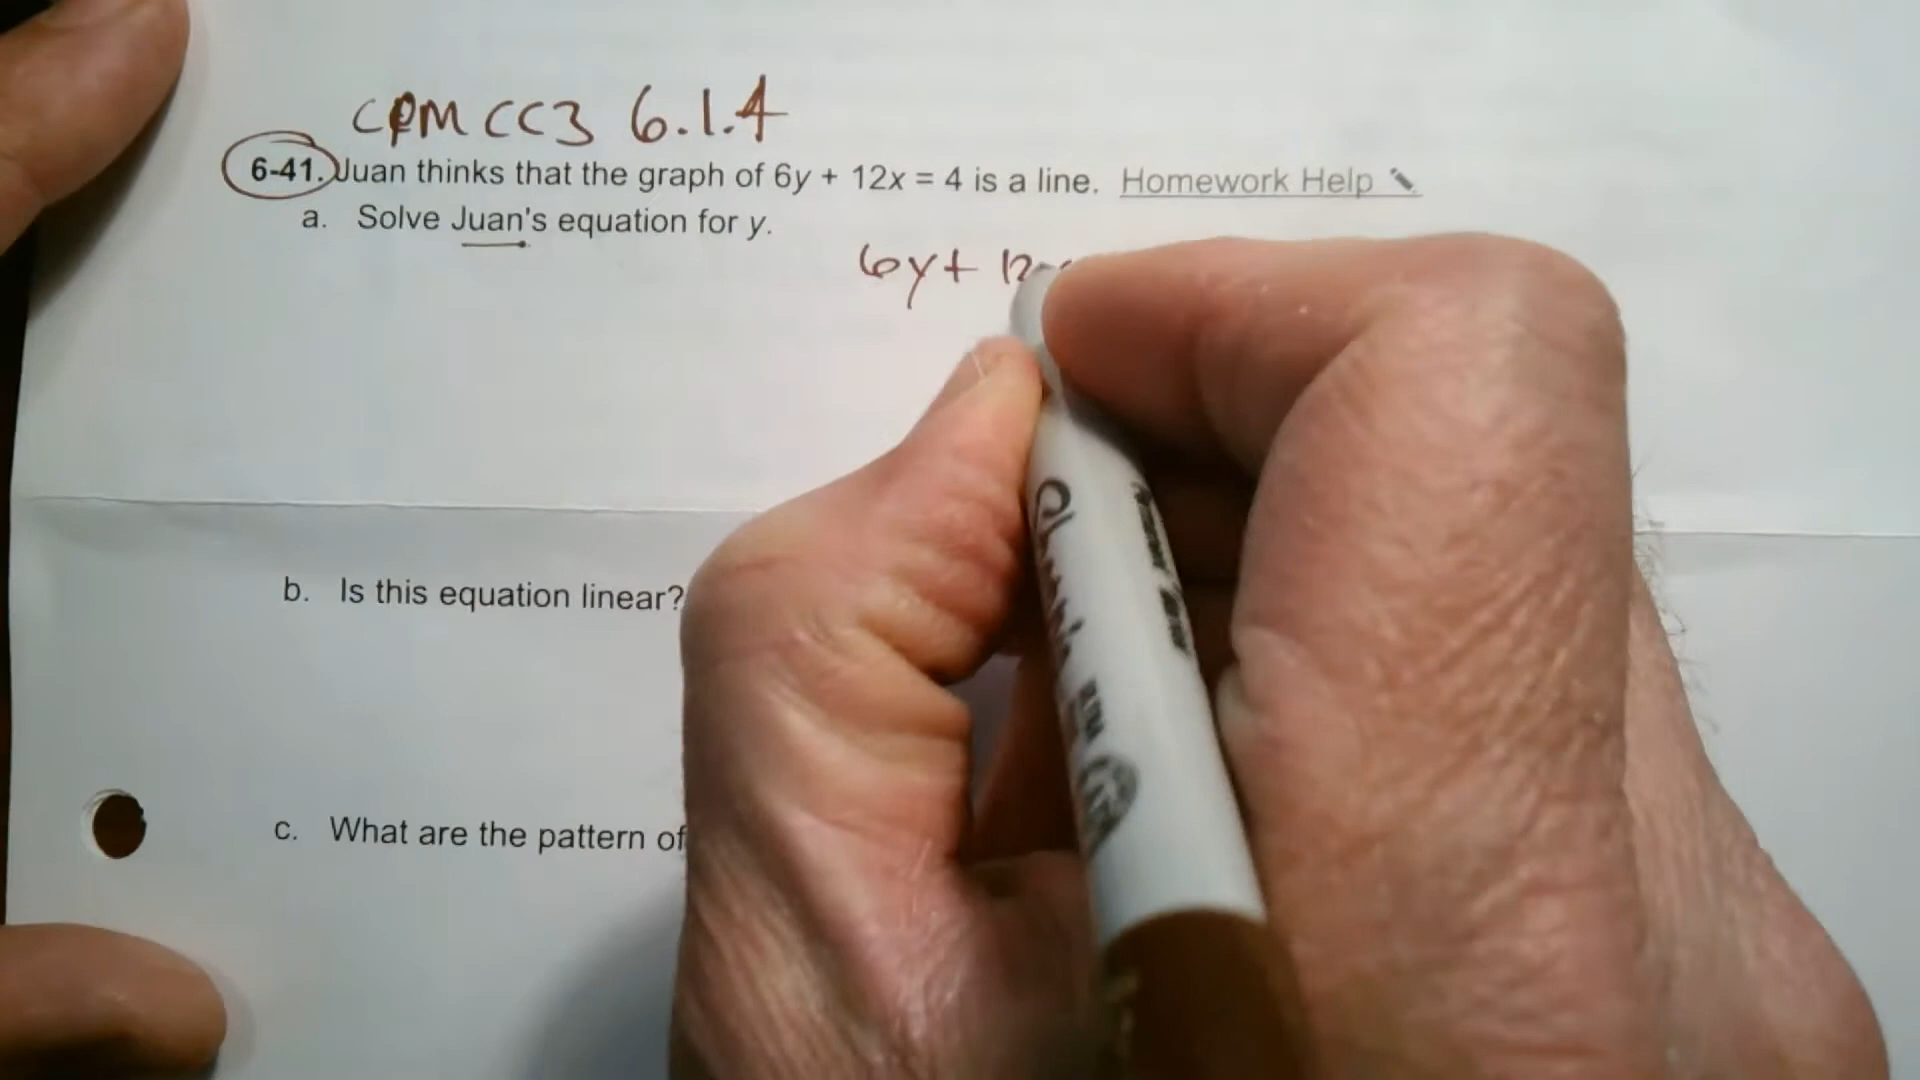 CPM CC3 6.1.4
6-41. Juan thinks that the graph of 6y + 12x = 4 is a line. Homework Help
a. Solve Juan's equation for y.
6y + 12
b. Is this equation linear?
c. What are the pattern of